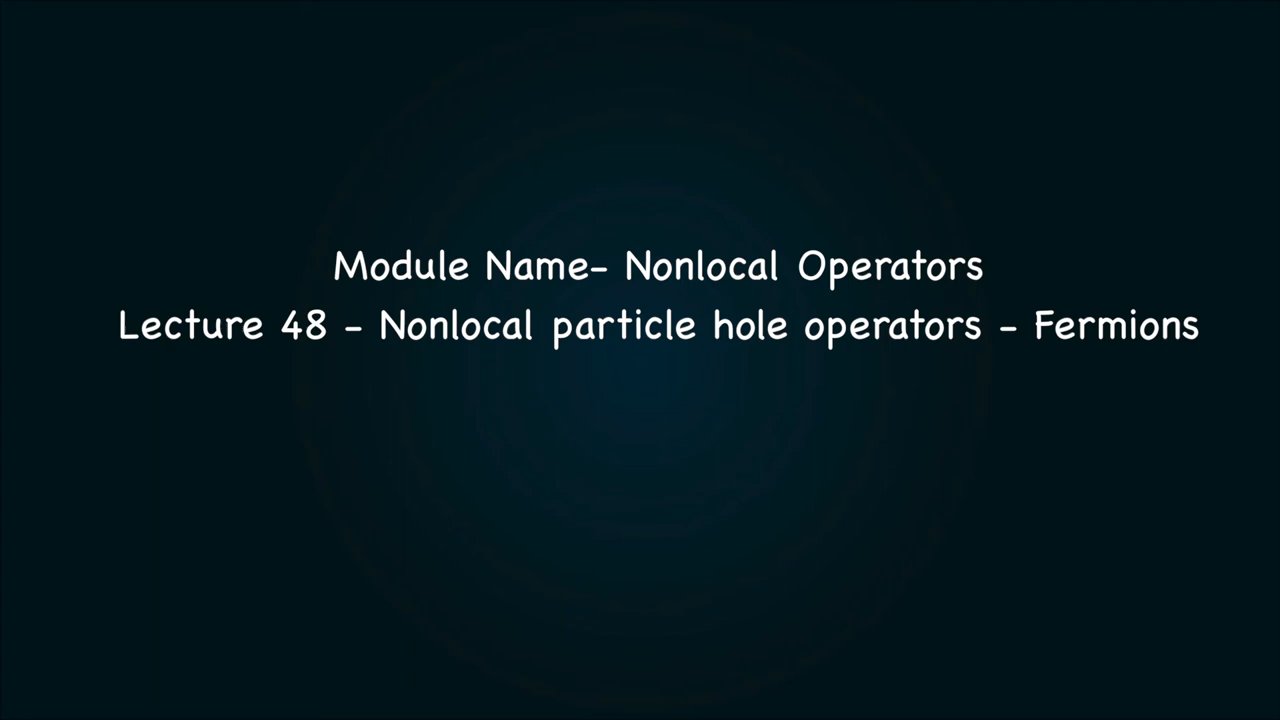 Module Name- Nonlocal Operators
Lecture 48 - Nonlocal particle hole operators - Fermions